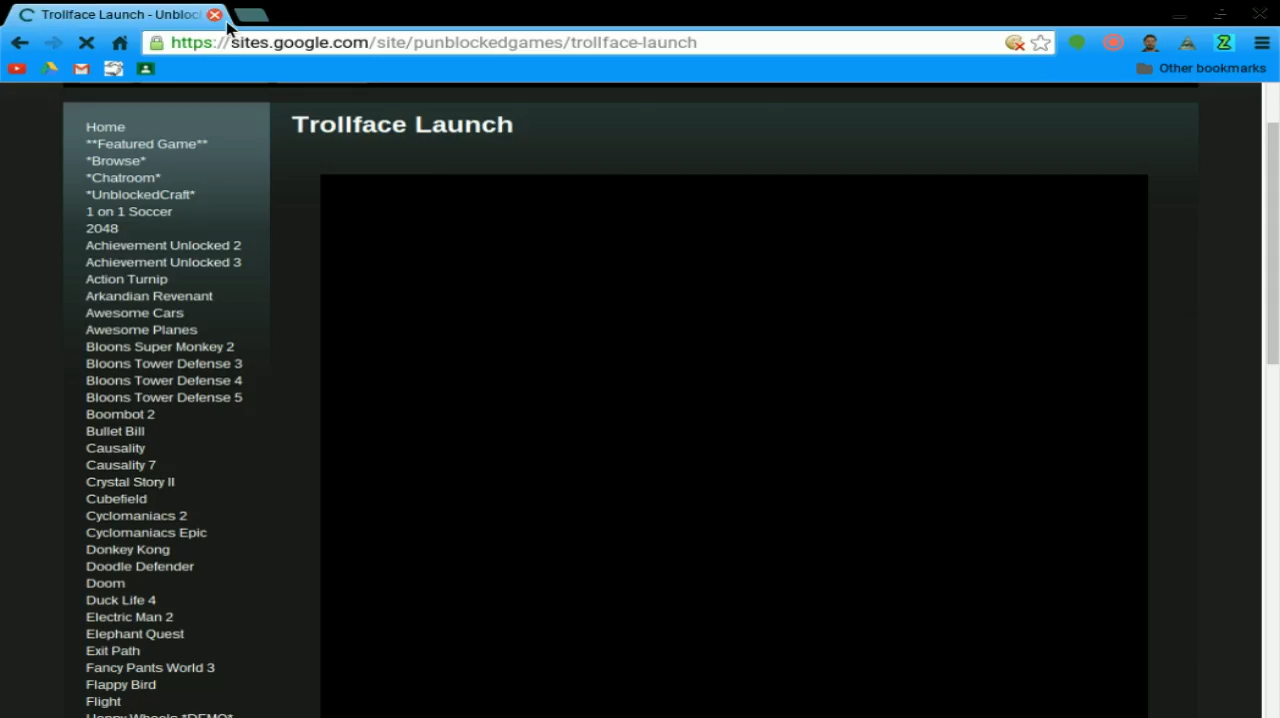 Trollface Launch - Unbloc
https://sites.google.com/site/punblockedgames/trollface-launch
Z
Other bookmarks
Trollface Launch
Home
**Featured Game**
*Browse*
*Chatroom*
*UnblockedCraft*
1 on 1 Soccer
2048
Achievement Unlocked 2
Achievement Unlocked 3
Action Turnip
Arkandian Revenant
Awesome Cars
Awesome Planes
Bloons Super Monkey 2
Bloons Tower Defense 3
Bloons Tower Defense 4
Bloons Tower Defense 5
Boombot 2
Bullet Bill
Causality
Causality 7
Crystal Story II
Cubefield
Cyclomaniacs 2
Cyclomaniacs Epic
Donkey Kong
Doodle Defender
Doom
Duck Life 4
Electric Man 2
Elephant Quest
Exit Path
Fancy Pants World 3
Flappy Bird
Flight
Happy Wheels *DEMO*